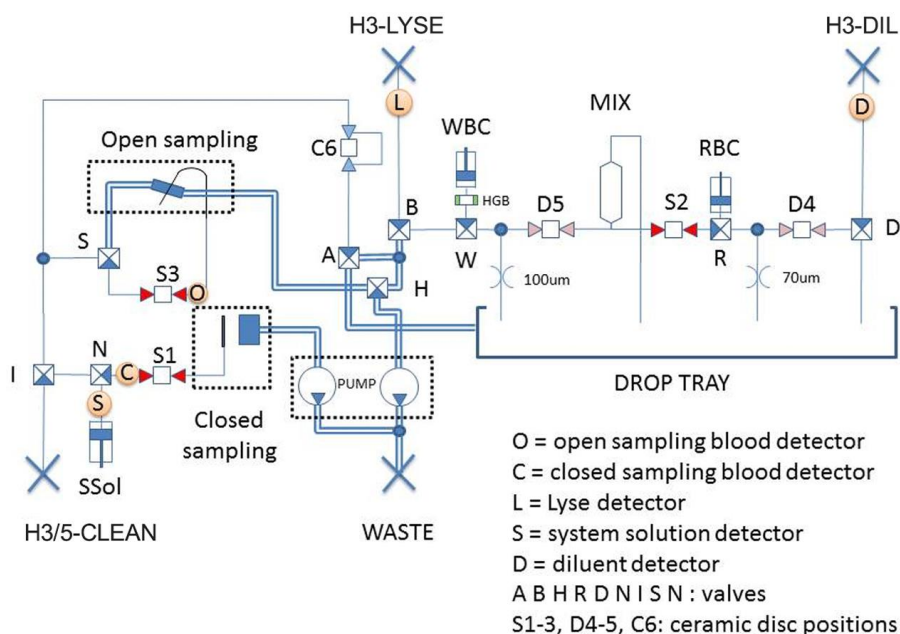 H3-LYSE
H3-DIL
L
D
MIX
Open sampling
C6
WBC
RBC
HGB
D5
S2
D4
B
S
A
W
R
D
H
100um
70um
S3
O
I
N
C
S1
S
PUMP
DROP TRAY
Closed
sampling
SSol
H3/5-CLEAN
WASTE
O = open sampling blood detector
C = closed sampling blood detector
L = Lyse detector
S = system solution detector
D = diluent detector
A B H R D N I S N : valves
S1-3, D4-5, C6: ceramic disc positions